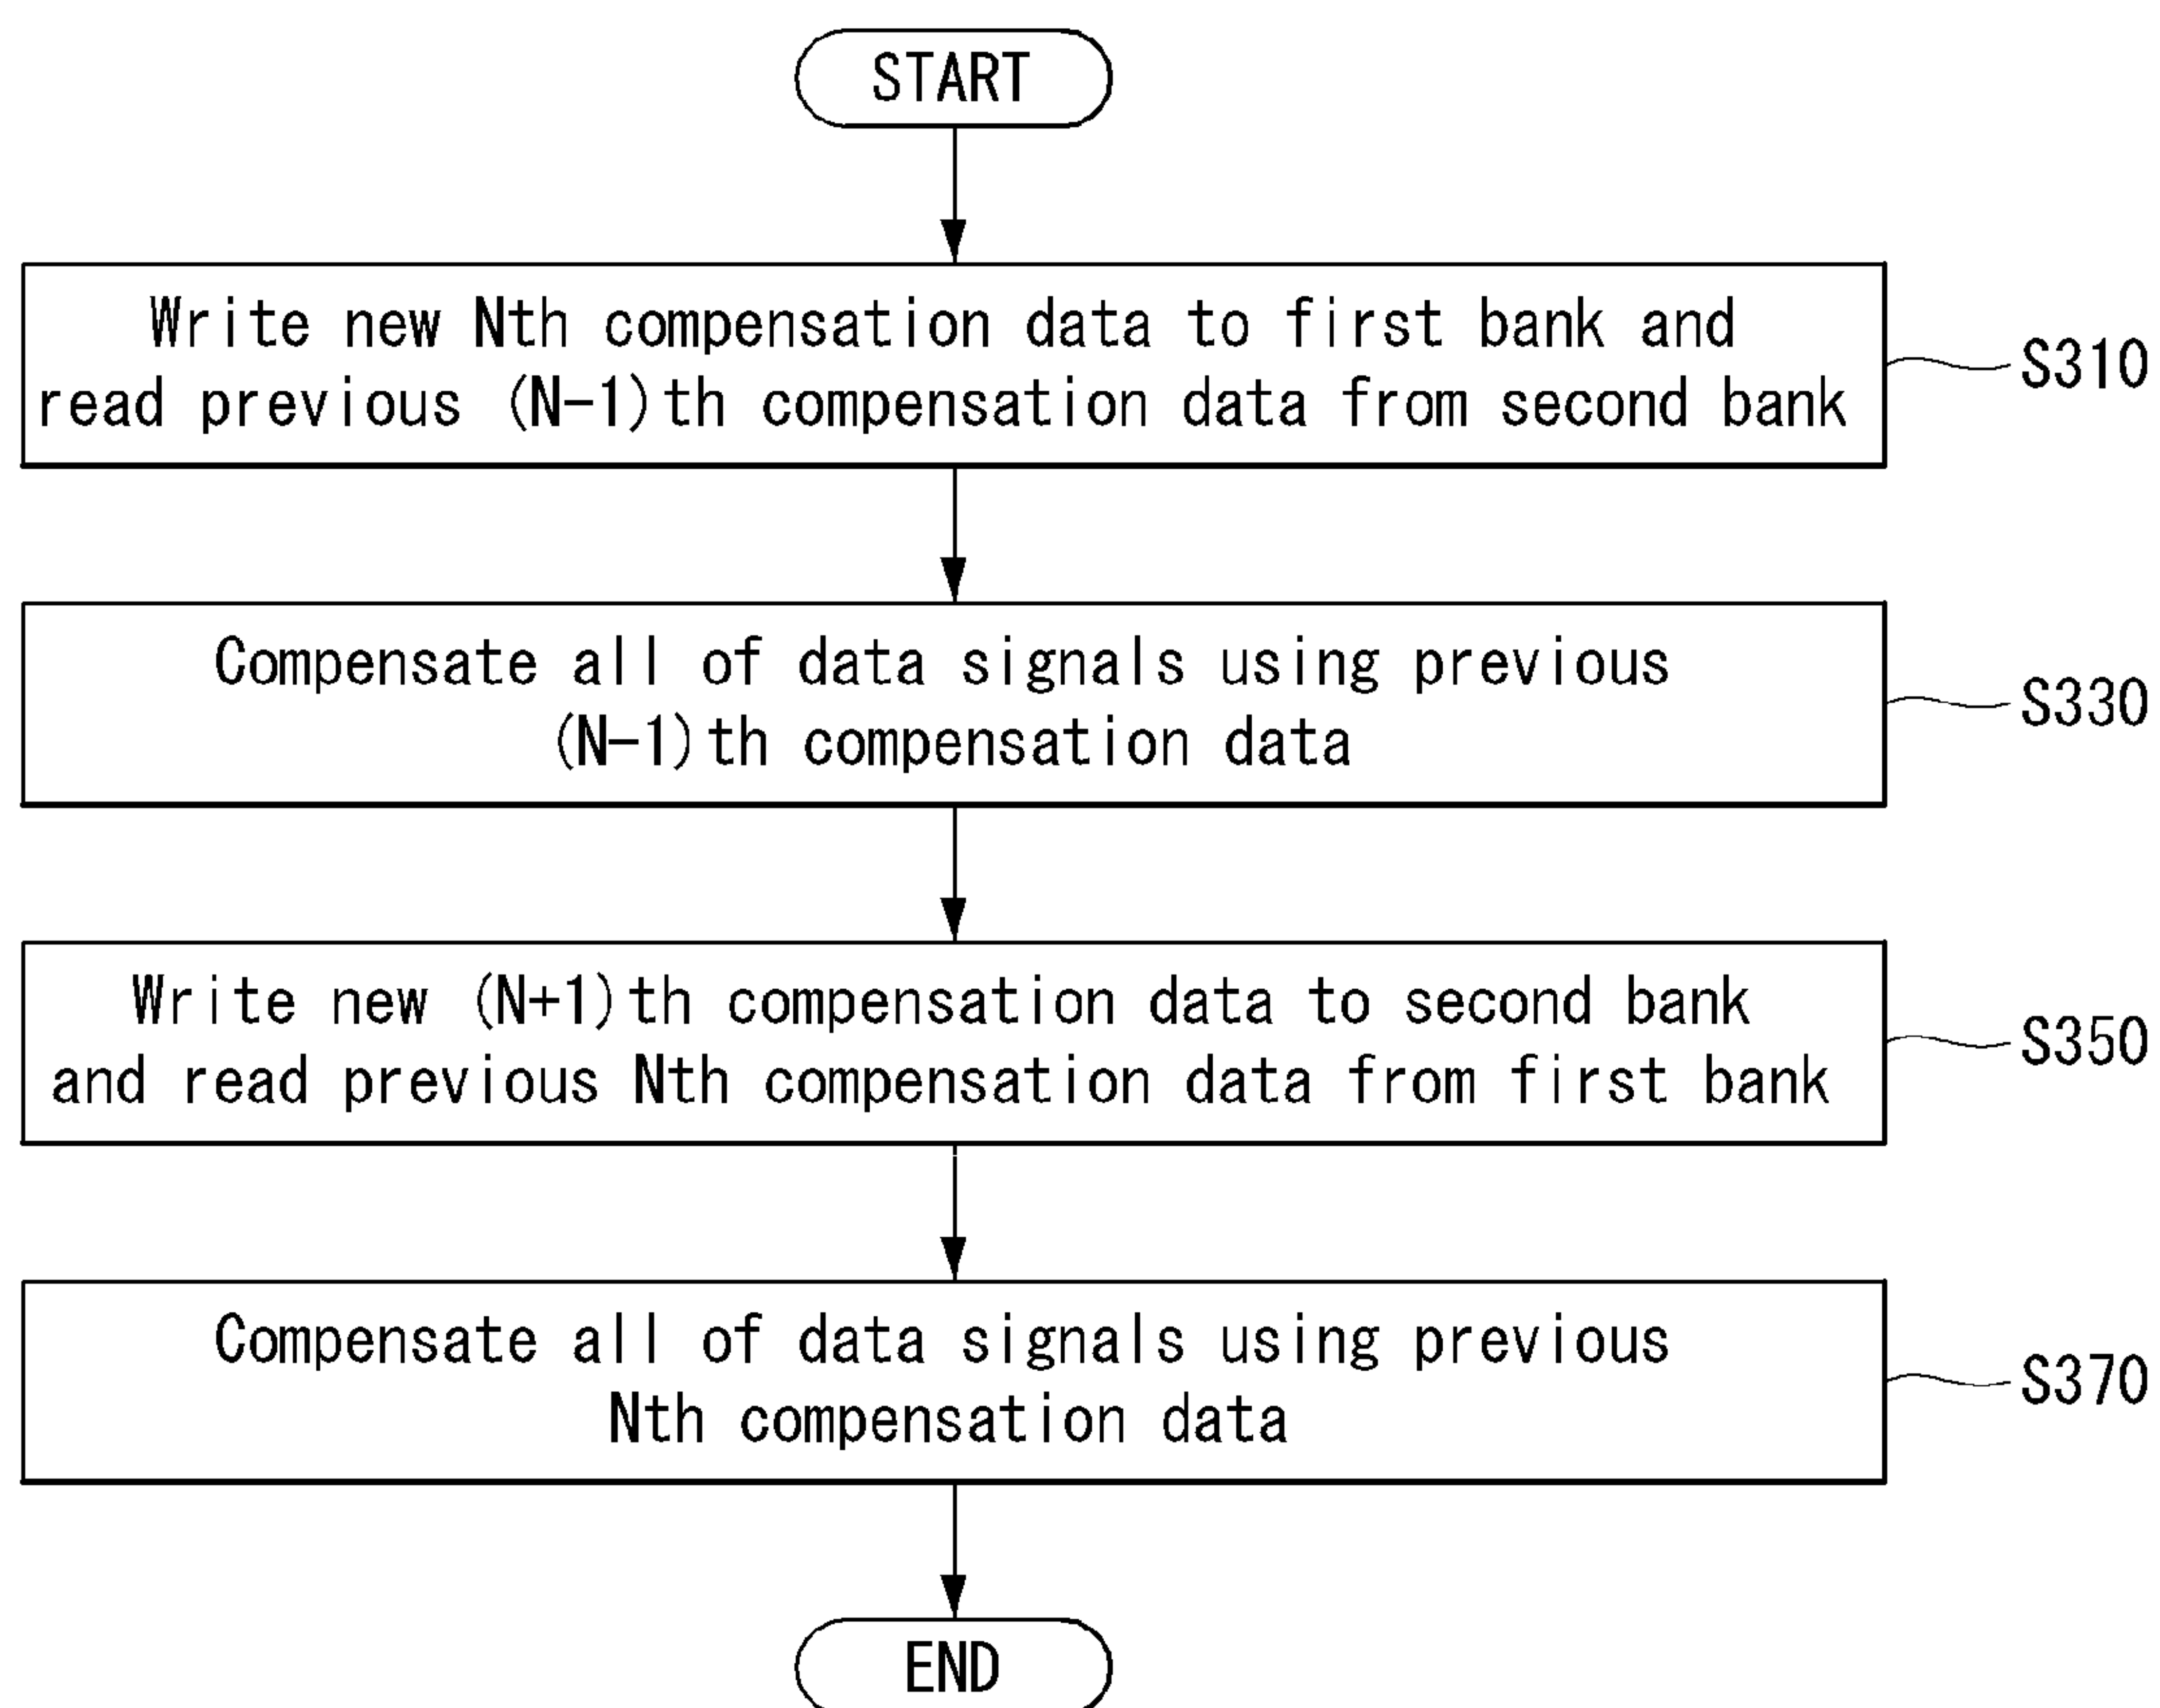 START
Write new Nth compensation data to first bank and
read previous (N-1)th compensation data from second bank
S310
Compensate all of data signals using previous
(N-1)th compensation data
S330
Write new (N+1)th compensation data to second bank
and read previous Nth compensation data from first bank
S350
Compensate all of data signals using previous
Nth compensation data
S370
END